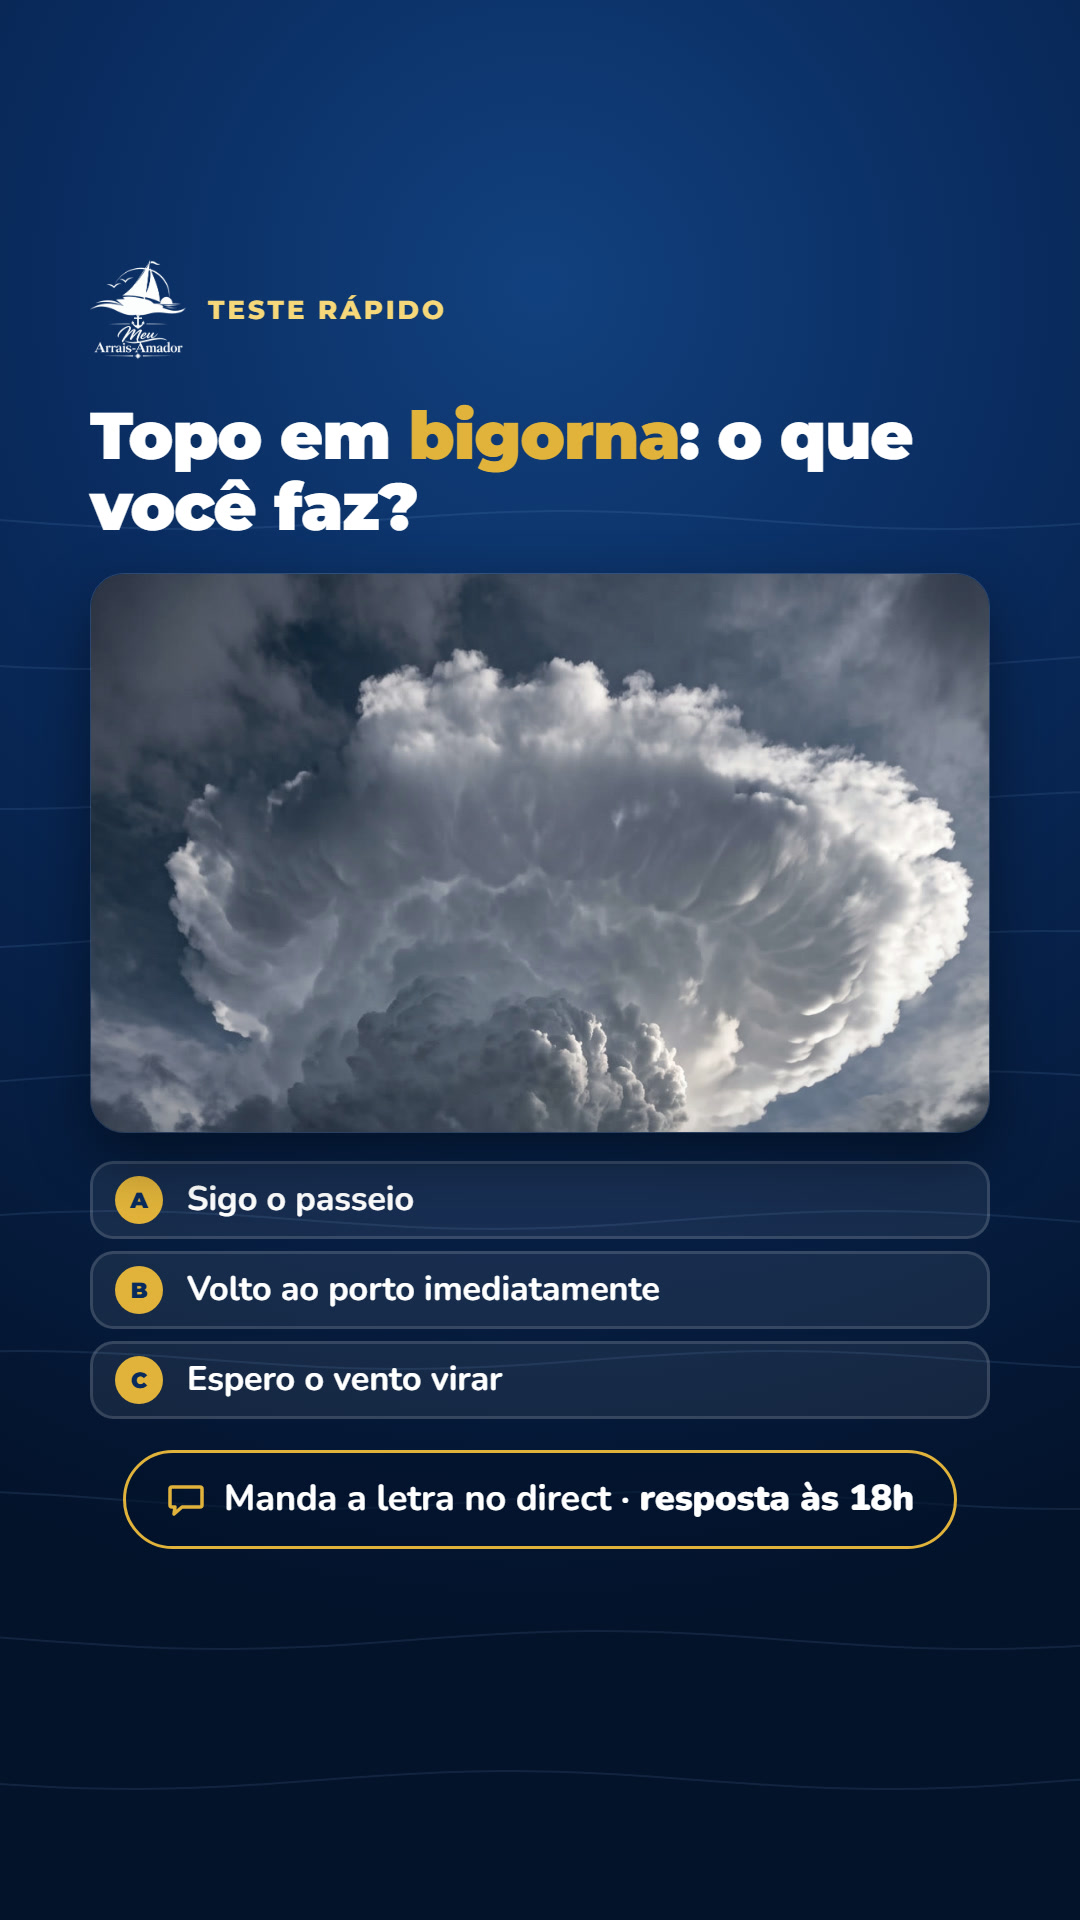 Meu
Arrais-Amador
TESTE RÁPIDO
Topo em bigorna: o que
você faz?
A Sigo o passeio
B Volto ao porto imediatamente
C Espero o vento virar
Manda a letra no direct · resposta às 18h